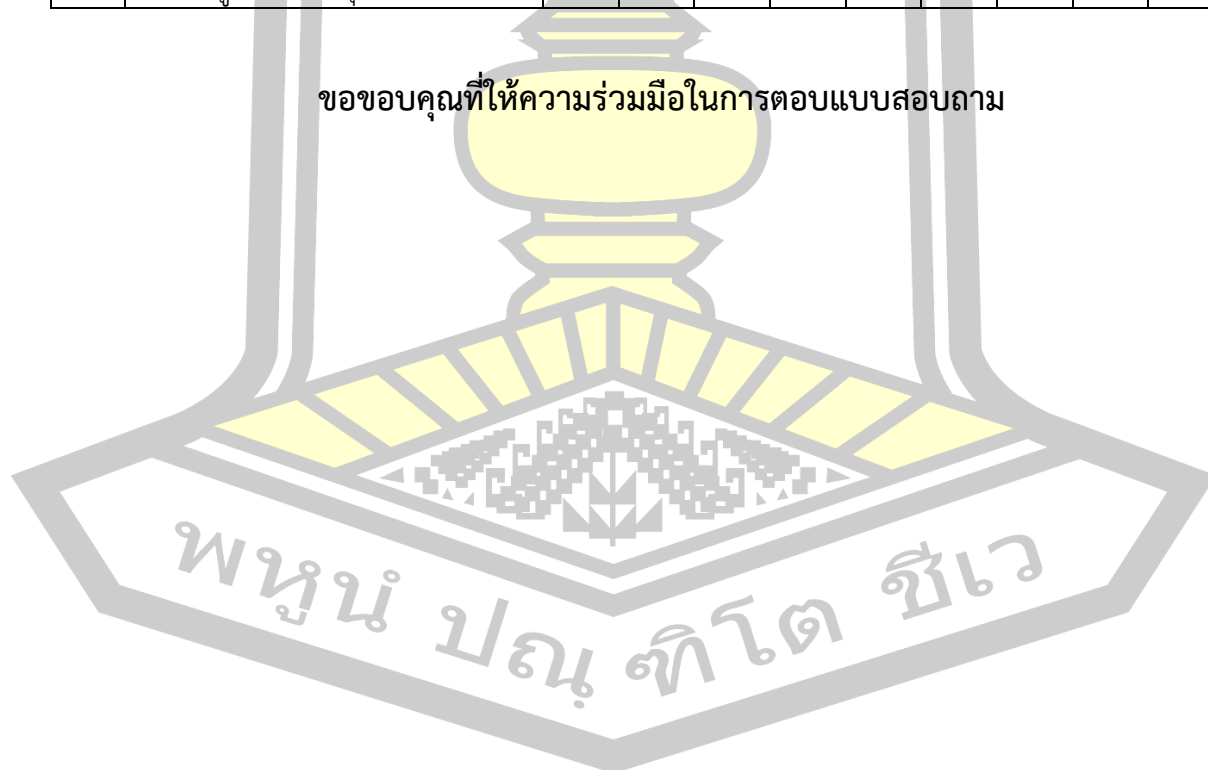 ขอขอบคุณที่ให้ความร่วมมือในการตอบแบบสอบถาม
พหูนํ ปณฺฑิโต ชีเว